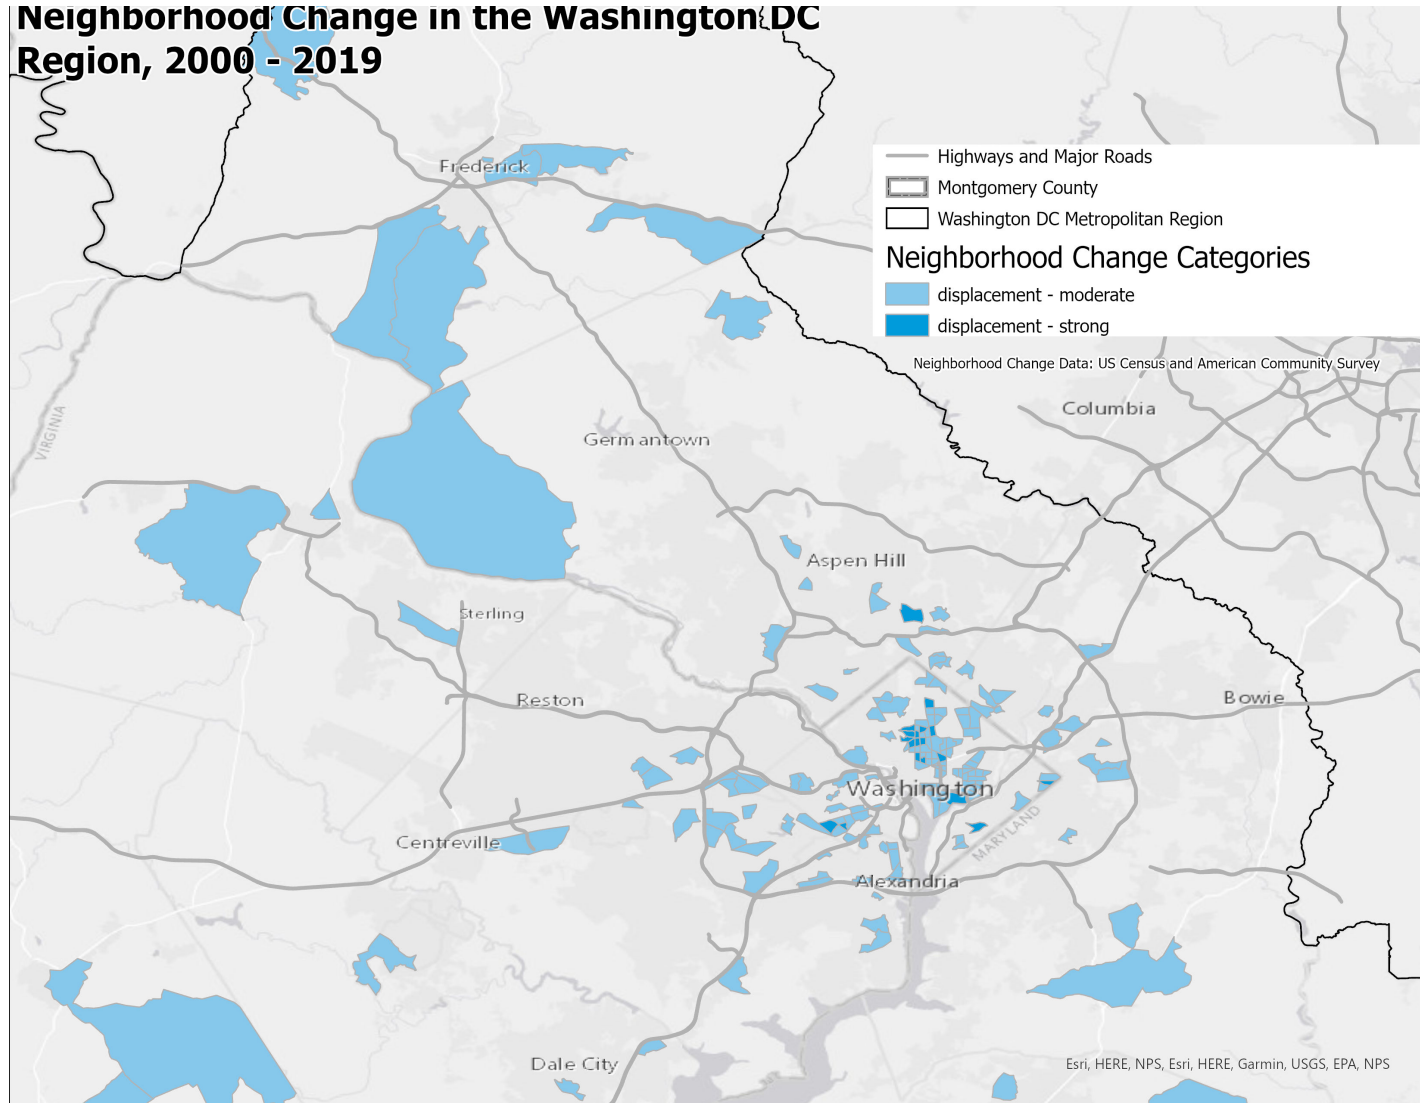 Neighborhood Change in the Washington DC
Region, 2000 - 2019
Highways and Major Roads
Montgomery County
Washington DC Metropolitan Region
Neighborhood Change Categories
displacement - moderate
displacement - strong
Neighborhood Change Data: US Census and American Community Survey
Frederick
Columbia
VIRGINIA
Germantown
Aspen Hill
Sterling
Reston
Bowie
Washington
Centreville
MARYLAND
Alexandria
Dale City
Esri, HERE, NPS, Esri, HERE, Garmin, USGS, EPA, NPS